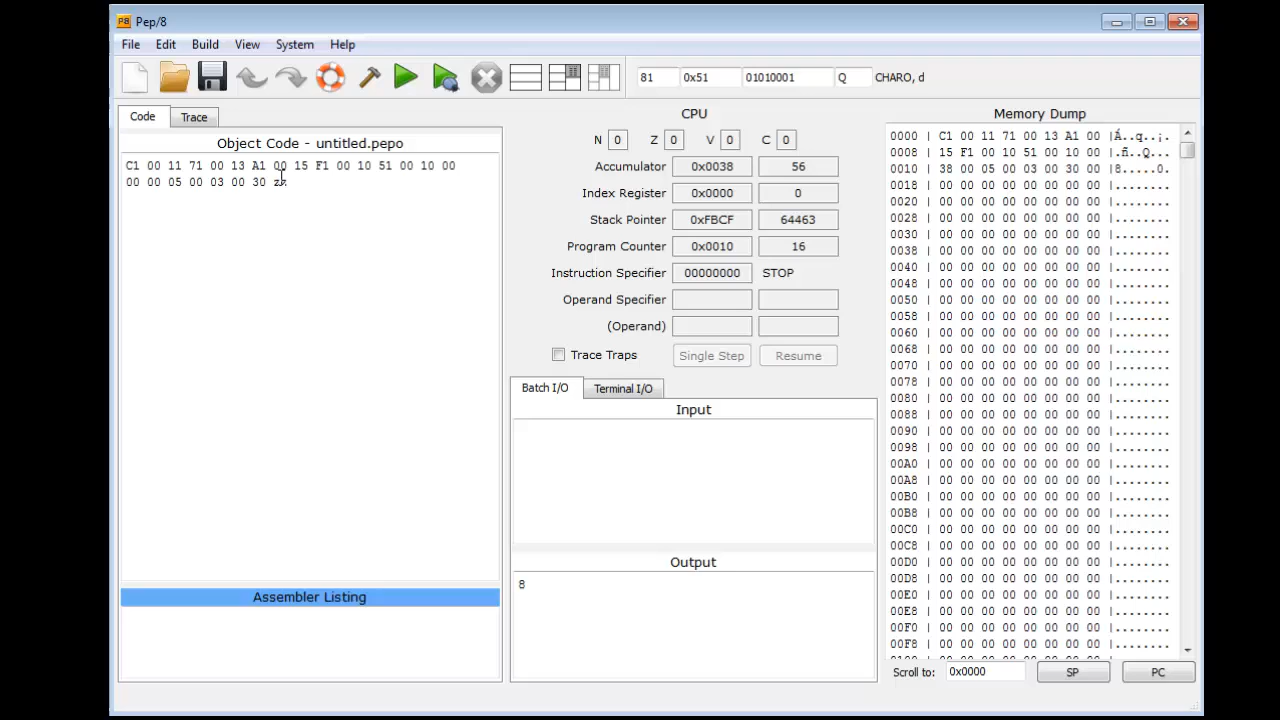 Pep/8
File Edit Build View System Help
81 0x51 01010001 Q CHARO, d
Code Trace
Object Code - untitled.pepo
C1 00 11 71 00 13 A1 00 15 F1 00 10 51 00 10 00
00 00 05 00 03 00 30 zz
Assembler Listing
CPU
N 0 Z 0 V 0 C 0
Accumulator 0x0038 56
Index Register 0x0000 0
Stack Pointer 0xFBCF 64463
Program Counter 0x0010 16
Instruction Specifier 00000000 STOP
Operand Specifier
(Operand)
Trace Traps Single Step Resume
Batch I/O Terminal I/O
Input
Output
8
Memory Dump
0000 | C1 00 11 71 00 13 A1 00 |Á..q..¡.
0008 | 15 F1 00 10 51 00 10 00 |.ñ..Q...
0010 | 38 00 05 00 03 00 30 00 |8.....0.
0018 | 00 00 00 00 00 00 00 00 |........
0020 | 00 00 00 00 00 00 00 00 |........
0028 | 00 00 00 00 00 00 00 00 |........
0030 | 00 00 00 00 00 00 00 00 |........
0038 | 00 00 00 00 00 00 00 00 |........
0040 | 00 00 00 00 00 00 00 00 |........
0048 | 00 00 00 00 00 00 00 00 |........
0050 | 00 00 00 00 00 00 00 00 |........
0058 | 00 00 00 00 00 00 00 00 |........
0060 | 00 00 00 00 00 00 00 00 |........
0068 | 00 00 00 00 00 00 00 00 |........
0070 | 00 00 00 00 00 00 00 00 |........
0078 | 00 00 00 00 00 00 00 00 |........
0080 | 00 00 00 00 00 00 00 00 |........
0088 | 00 00 00 00 00 00 00 00 |........
0090 | 00 00 00 00 00 00 00 00 |........
0098 | 00 00 00 00 00 00 00 00 |........
00A0 | 00 00 00 00 00 00 00 00 |........
00A8 | 00 00 00 00 00 00 00 00 |........
00B0 | 00 00 00 00 00 00 00 00 |........
00B8 | 00 00 00 00 00 00 00 00 |........
00C0 | 00 00 00 00 00 00 00 00 |........
00C8 | 00 00 00 00 00 00 00 00 |........
00D0 | 00 00 00 00 00 00 00 00 |........
00D8 | 00 00 00 00 00 00 00 00 |........
00E0 | 00 00 00 00 00 00 00 00 |........
00E8 | 00 00 00 00 00 00 00 00 |........
00F0 | 00 00 00 00 00 00 00 00 |........
00F8 | 00 00 00 00 00 00 00 00 |........
Scroll to: 0x0000 SP PC